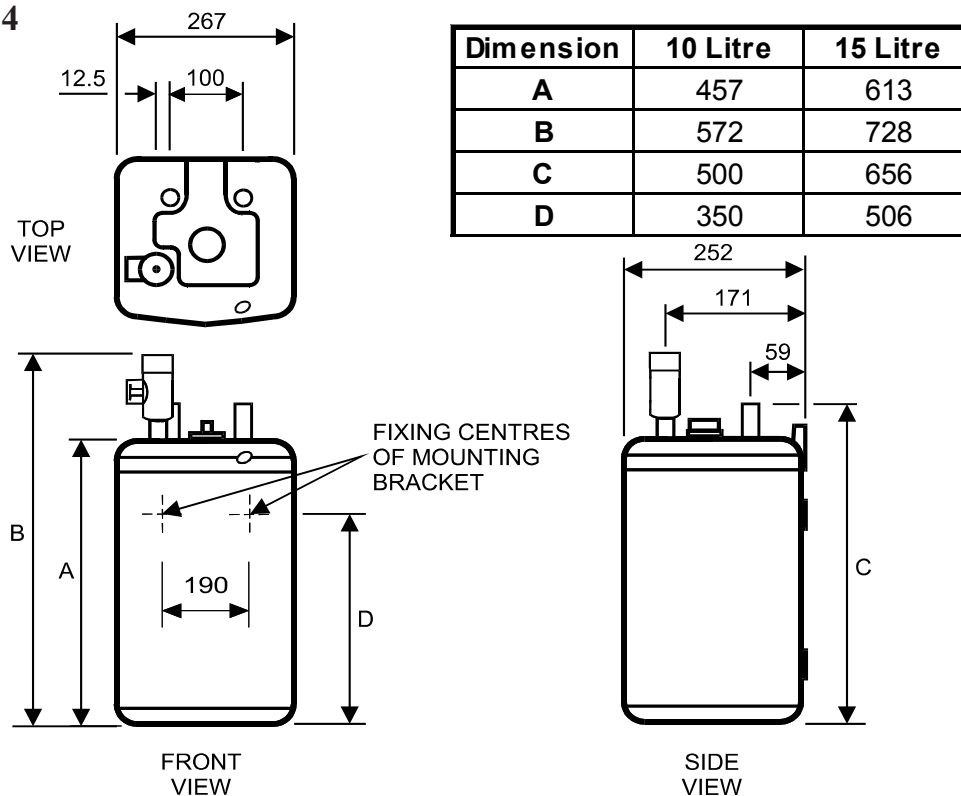 4
267
12.5
100
TOP
VIEW
Dimension 10 Litre 15 Litre
A 457 613
B 572 728
C 500 656
D 350 506
252
171
59
FIXING CENTRES
OF MOUNTING
BRACKET
B
A
190
D
C
FRONT
VIEW
SIDE
VIEW